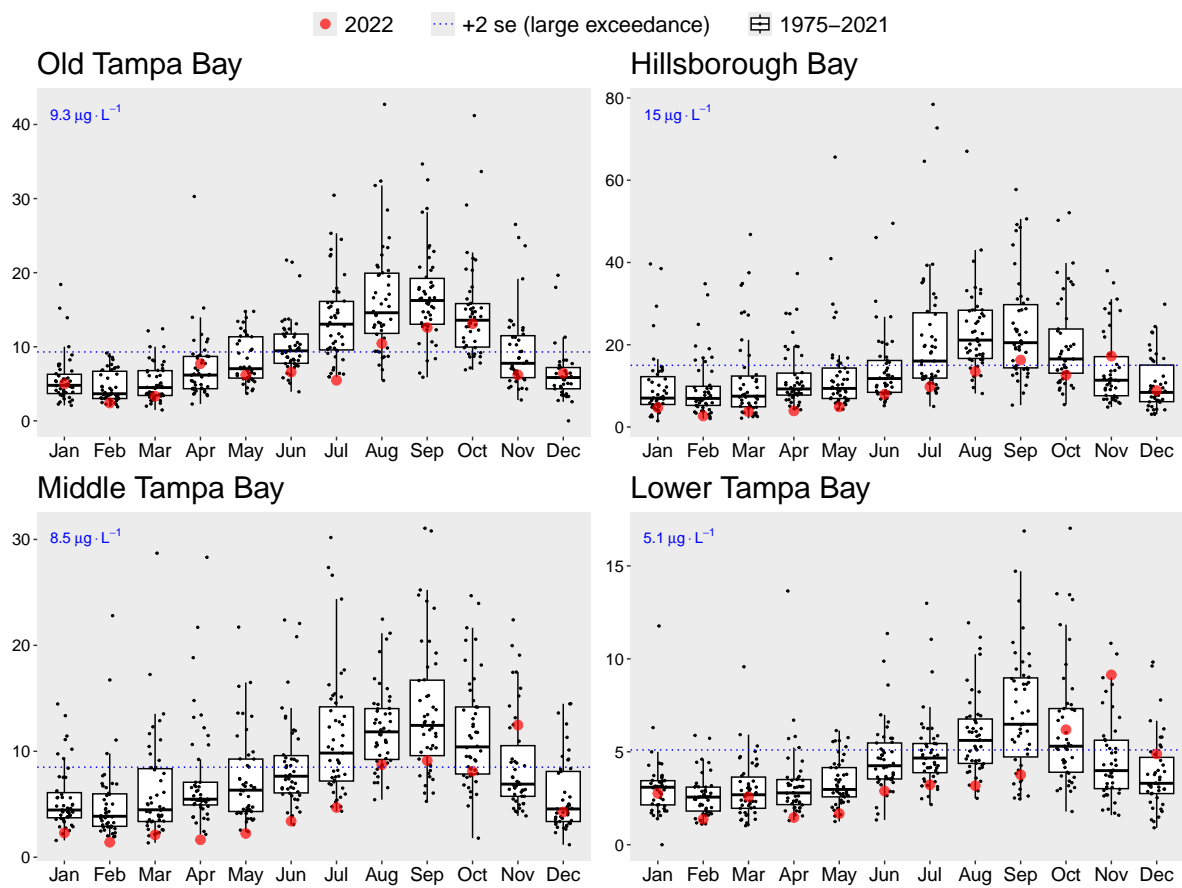 2022 +2 se (large exceedance) 1975−2021
Old Tampa Bay
9.3 μg⋅L⁻¹
40
30
20
10
0
Jan Feb Mar Apr May Jun Jul Aug Sep Oct Nov Dec
Hillsborough Bay
15 μg⋅L⁻¹
80
60
40
20
0
Jan Feb Mar Apr May Jun Jul Aug Sep Oct Nov Dec
Middle Tampa Bay
8.5 μg⋅L⁻¹
30
20
10
0
Jan Feb Mar Apr May Jun Jul Aug Sep Oct Nov Dec
Lower Tampa Bay
5.1 μg⋅L⁻¹
15
10
5
0
Jan Feb Mar Apr May Jun Jul Aug Sep Oct Nov Dec